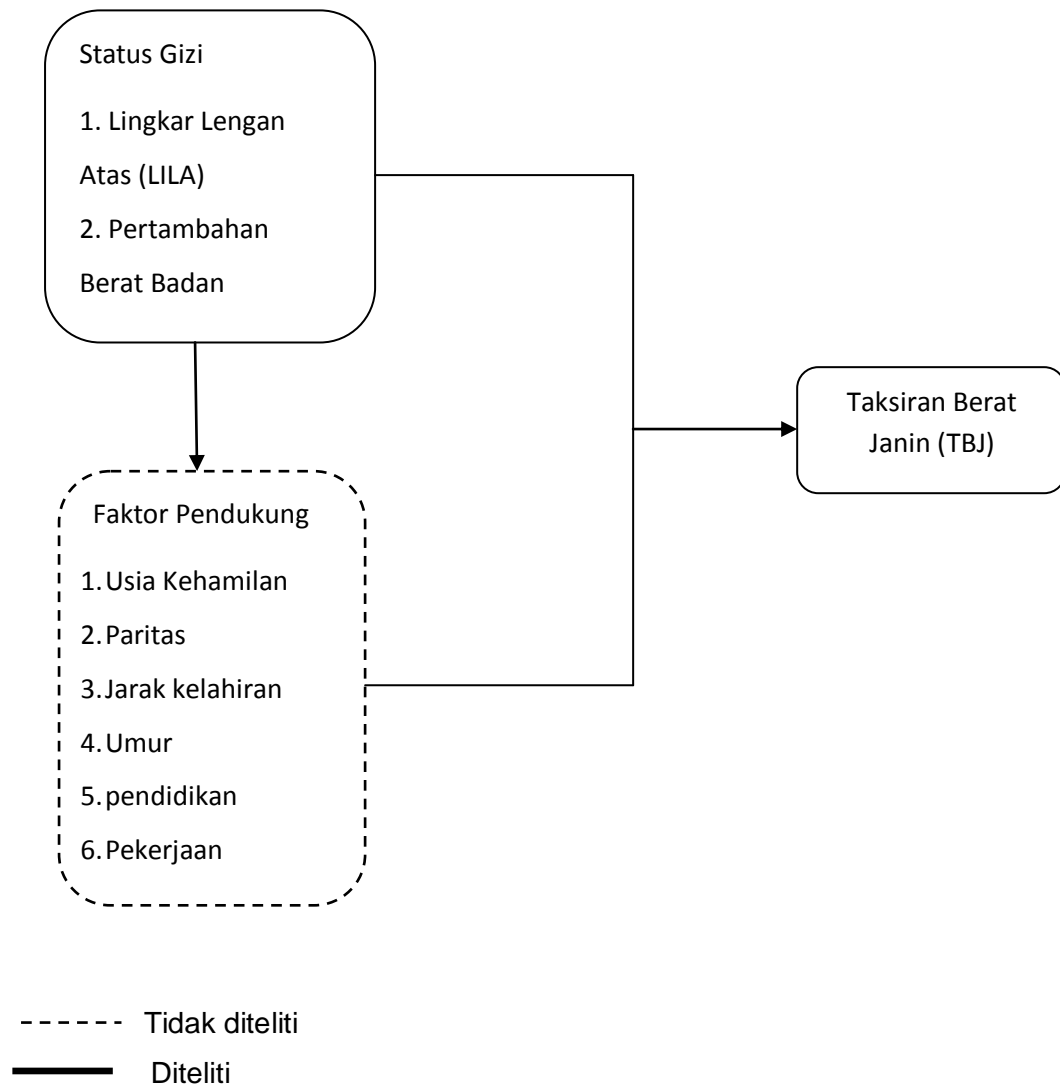 Status Gizi
1. Lingkar Lengan
Atas (LILA)
2. Pertambahan
Berat Badan
Taksiran Berat
Janin (TBJ)
Faktor Pendukung
1. Usia Kehamilan
2. Paritas
3. Jarak kelahiran
4. Umur
5. pendidikan
6. Pekerjaan
Tidak diteliti
Diteliti